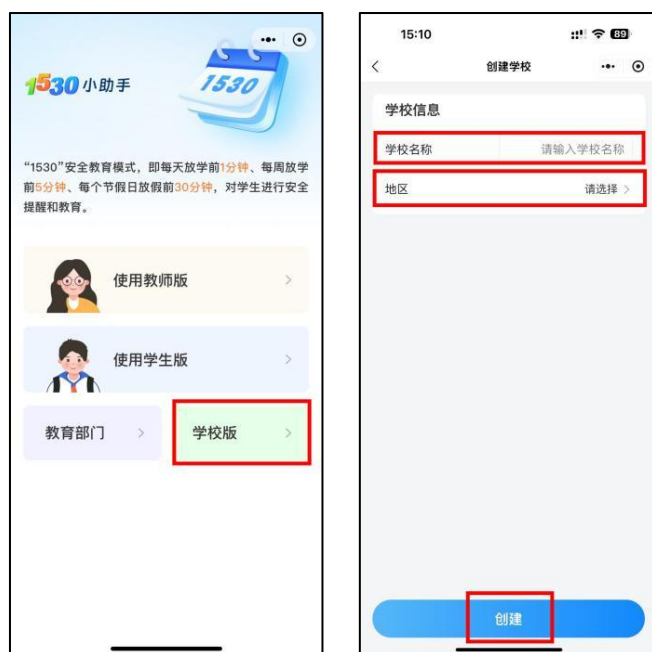 1530小助手
1530
“1530”安全教育模式，即每天放学前1分钟、每周放学
前5分钟、每个节假日放假前30分钟，对学生进行安全
提醒和教育。
使用教师版
使用学生版
教育部门
学校版
15:10
89
创建学校
学校信息
学校名称 请输入学校名称
地区 请选择
创建